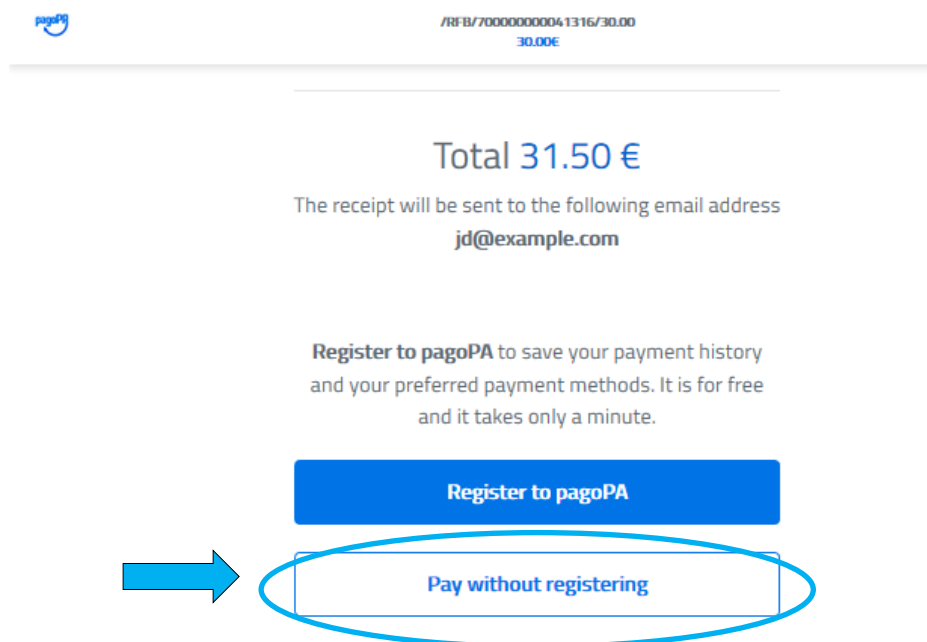 pagoPA
/RFB/700000000041316/30.00
30.00€
Total 31.50 €
The receipt will be sent to the following email address
jd@example.com
Register to pagoPA to save your payment history
and your preferred payment methods. It is for free
and it takes only a minute.
Register to pagoPA
Pay without registering